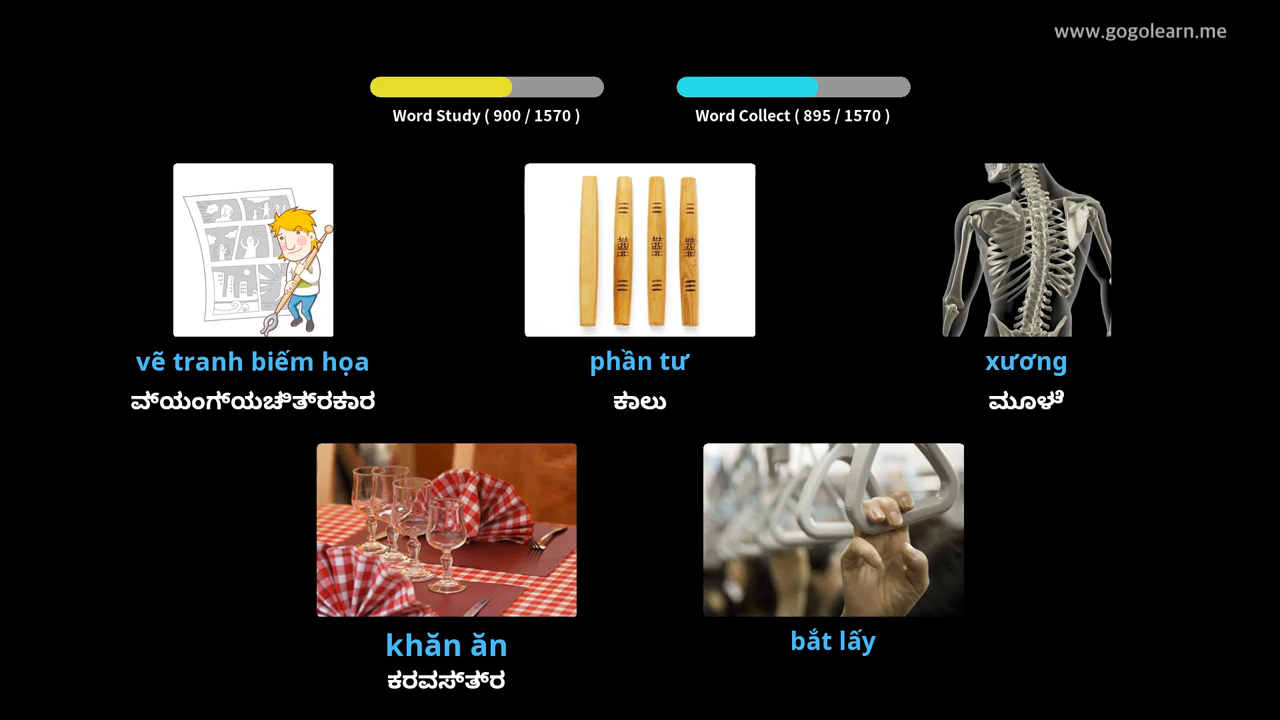 www.gogolearn.me
Word Study ( 900 / 1570 )
Word Collect ( 895 / 1570 )
vẽ tranh biếm họa
ವ್ಯಂಗ್ಯಚಿತ್ರಕಾರ
phần tư
ಕಾಲು
xương
ಮೂಳೆ
khăn ăn
ಕರವಸ್ತ್ರ
bắt lấy